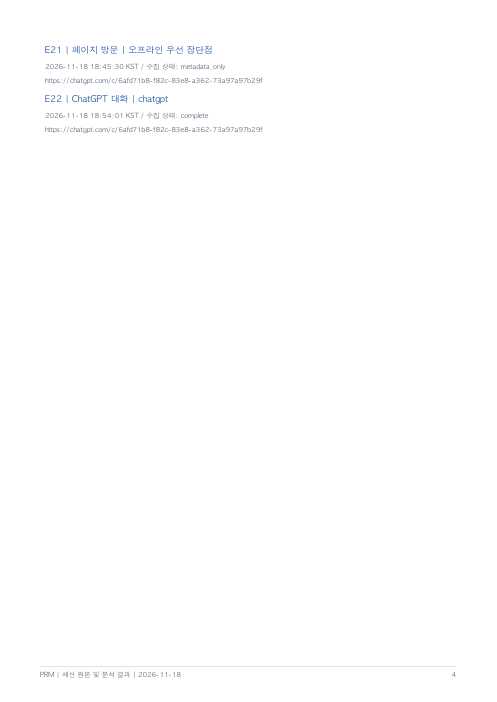 E21 | 페이지 방문 | 오프라인 우선 장단점
2026-11-18 18:45:30 KST / 수집 상태: metadata_only
https://chatgpt.com/c/6afd71b8-f82c-83e8-a362-73a97a97b29f
E22 | ChatGPT 대화 | chatgpt
2026-11-18 18:54:01 KST / 수집 상태: complete
https://chatgpt.com/c/6afd71b8-f82c-83e8-a362-73a97a97b29f
PRM | 세션 원본 및 분석 결과 | 2026-11-18
4